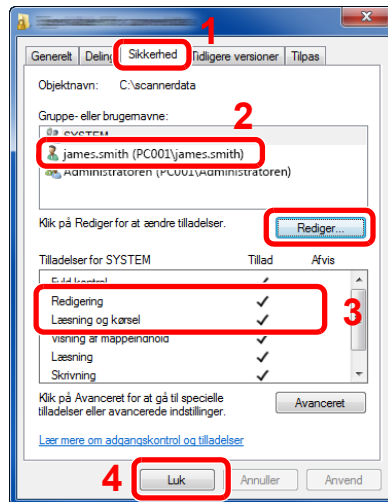 1
Generelt Deling Sikkerhed Tidligere versioner Tilpas
Objektnavn: C:\scannerdata
Gruppe- eller brugernavne:
2
SYSTEM
james.smith (PC001\james.smith)
Administratoren (PC001\Administratoren)
Klik på Rediger for at ændre tilladelser.
Rediger...
Tilladelser for SYSTEM Tillad Afvis
Fuld kontrol
Redigering
3
Læsning og kørsel
Visning af mappeindhold
Læsning
Skrivning
Klik på Avanceret for at gå til specielle
tilladelser eller avancerede indstillinger.
Avanceret
Lær mere om adgangskontrol og tilladelser
4
Luk Annuller Anvend